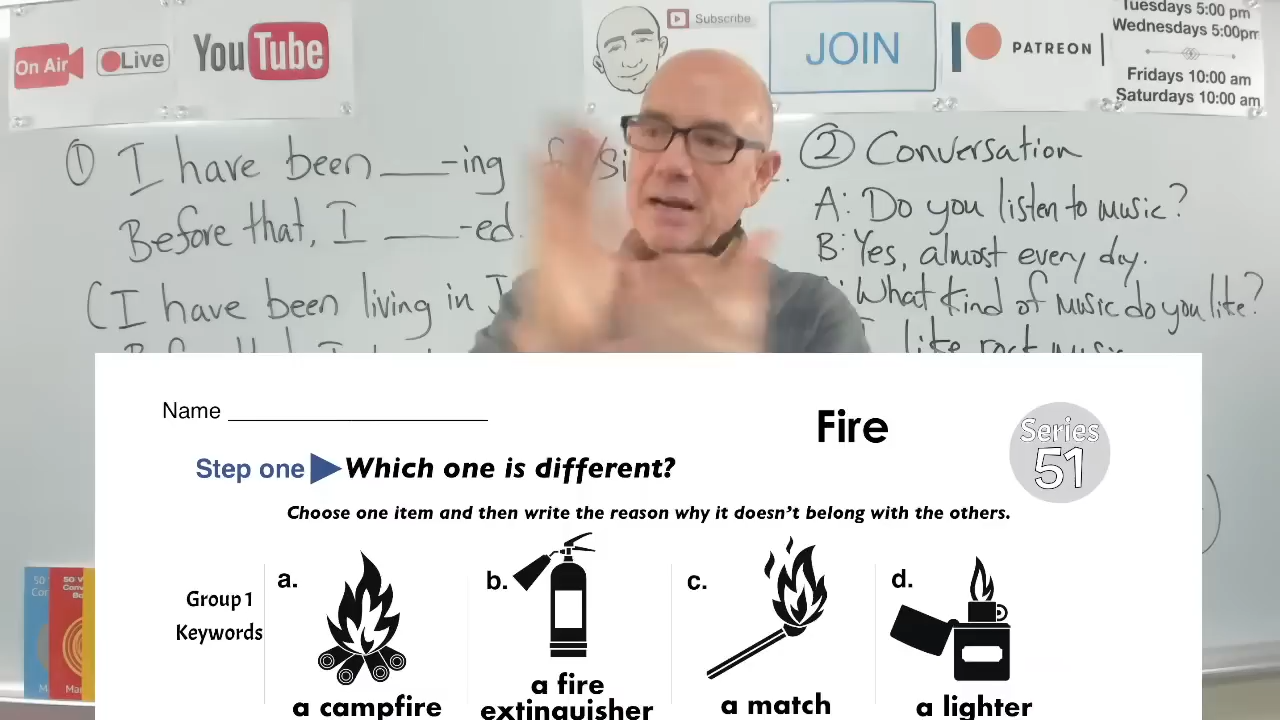 On Air
Live
YouTube
Subscribe
JOIN
PATREON
Tuesdays 5:00 pm
Wednesdays 5:00pm
Fridays 10:00 am
Saturdays 10:00 am
① I have been ___-ing
Before that, I ___-ed.
(I have been living in J
② Conversation
A: Do you listen to music?
B: Yes, almost every day.
What kind of music do you like?
like rock music
Name
Fire
Series
51
Step one Which one is different?
Choose one item and then write the reason why it doesn't belong with the others.
Group 1
Keywords
a.
b.
c.
d.
a campfire
a fire
extinguisher
a match
a lighter